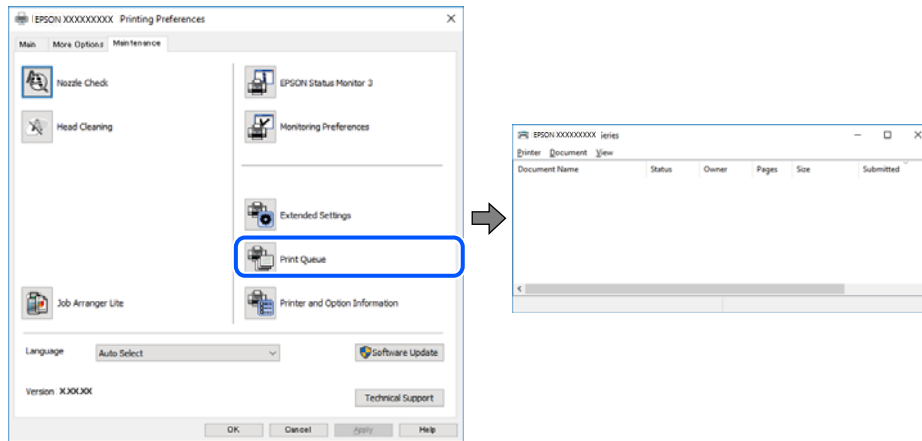 EPSON XXXXXXXXX Printing Preferences
Main More Options Maintenance
Nozzle Check
EPSON Status Monitor 3
Head Cleaning
Monitoring Preferences
Extended Settings
Print Queue
Job Arranger Lite
Printer and Option Information
Language Auto Select
Software Update
Version X.XX.XX
Technical Support
OK Cancel Apply Help
EPSON XXXXXXXXX ieries
Printer Document View
Document Name Status Owner Pages Size Submitted